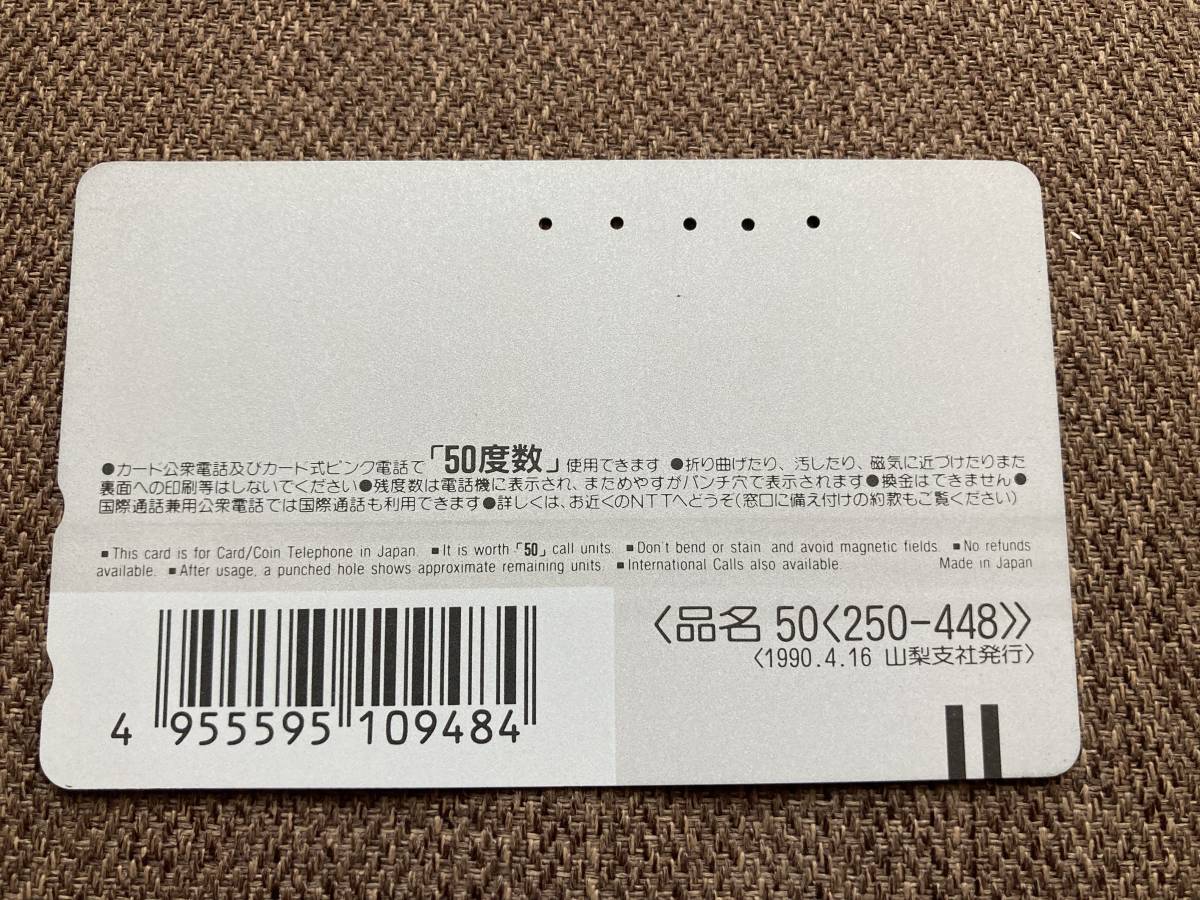 ●カード公衆電話及びカード式ピンク電話で「50度数」使用できます ●折り曲げたり、汚したり、磁気に近づけたりまた
裏面への印刷等はしないでください●残度数は電話機に表示され、まためやすがパンチ穴で表示されます●換金はできません●
国際通話兼用公衆電話では国際通話も利用できます●詳しくは、お近くのNTTへどうぞ(窓口に備え付けの約款もご覧ください)
■This card is for Card/Coin Telephone in Japan. ■It is worth「50」call units. ■Don't bend or stain and avoid magnetic fields. ■No refunds
available. ■After usage, a punched hole shows approximate remaining units. ■International Calls also available. Made in Japan
〈品名 50〈250-448〉〉
〈1990.4.16 山梨支社発行〉
4 955595 109484